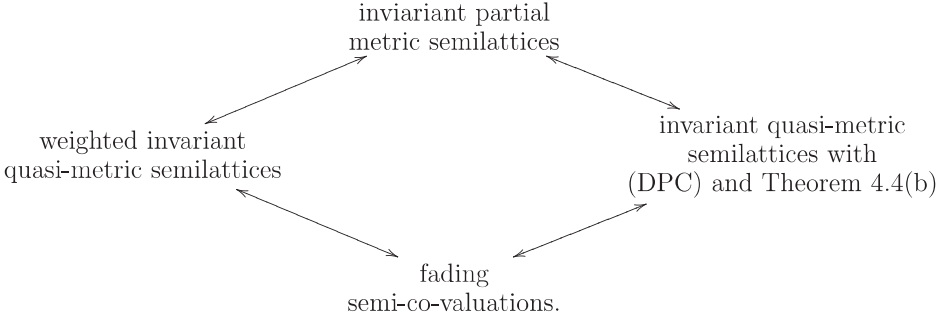 inviariant partial
metric semilattices
weighted invariant
quasi-metric semilattices
invariant quasi-metric
semilattices with
(DPC) and Theorem 4.4(b)
fading
semi-co-valuations.